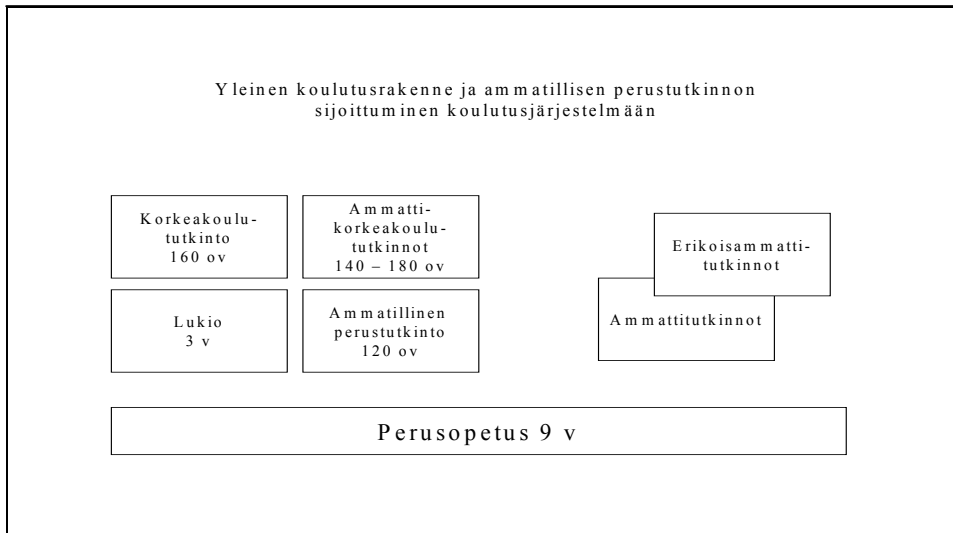 Yleinen koulutusrakenne ja ammatillisen perustutkinnon
sijoittuminen koulutusjärjestelmään
Korkeakoulu-
tutkinto
160 ov
Ammatti-
korkeakoulu-
tutkinnot
140 – 180 ov
Erikoisammatti-
tutkinnot
Lukio
3 v
Ammatillinen
perustutkinto
120 ov
Ammattitutkinnot
Perusopetus 9 v